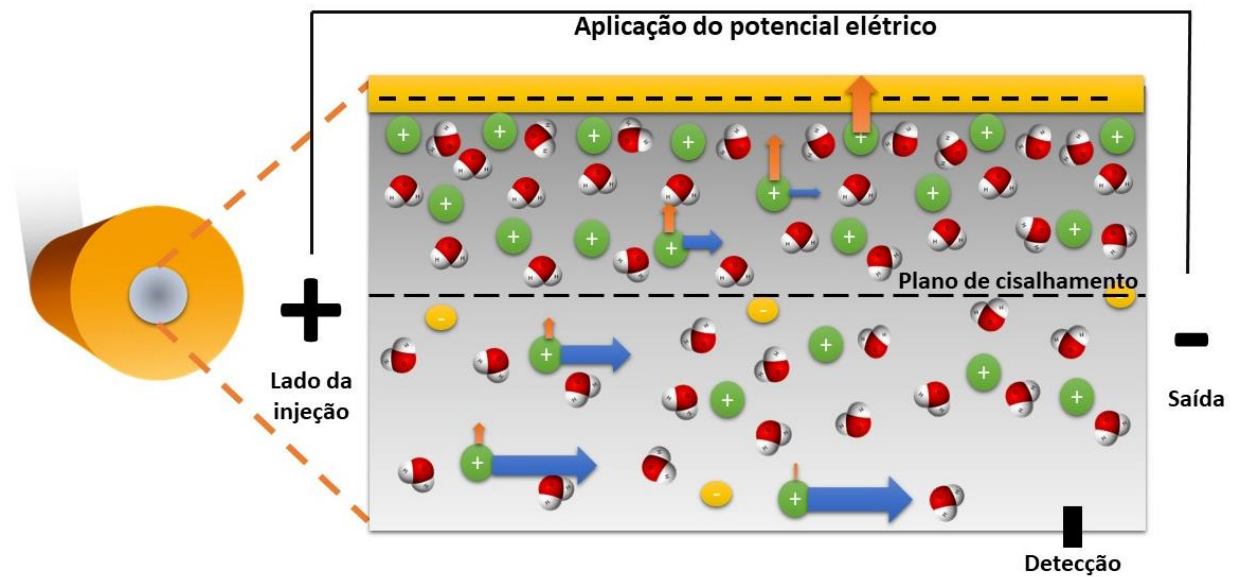 Aplicação do potencial elétrico
Plano de cisalhamento
Lado da
injeção
Saída
Detecção